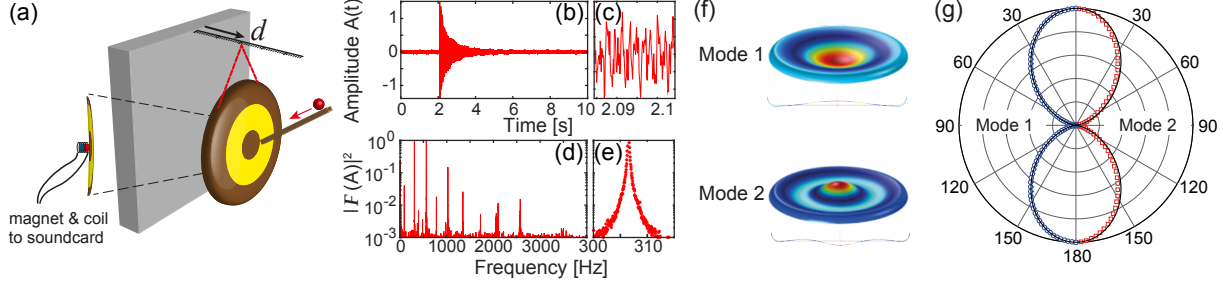 (a)
d
magnet & coil
to soundcard
(b)
(c)
Amplitude A(t)
1
0
-1
0 2 4 6 8 10
2.09 2.1
Time [s]
(d)
(e)
|F(A)|²
10⁰
10⁻¹
10⁻²
10⁻³
0 1000 2000 3000
300 310
Frequency [Hz]
(f)
Mode 1
Mode 2
(g)
30 30
60 60
90 Mode 1 Mode 2 90
120 120
150 150
180